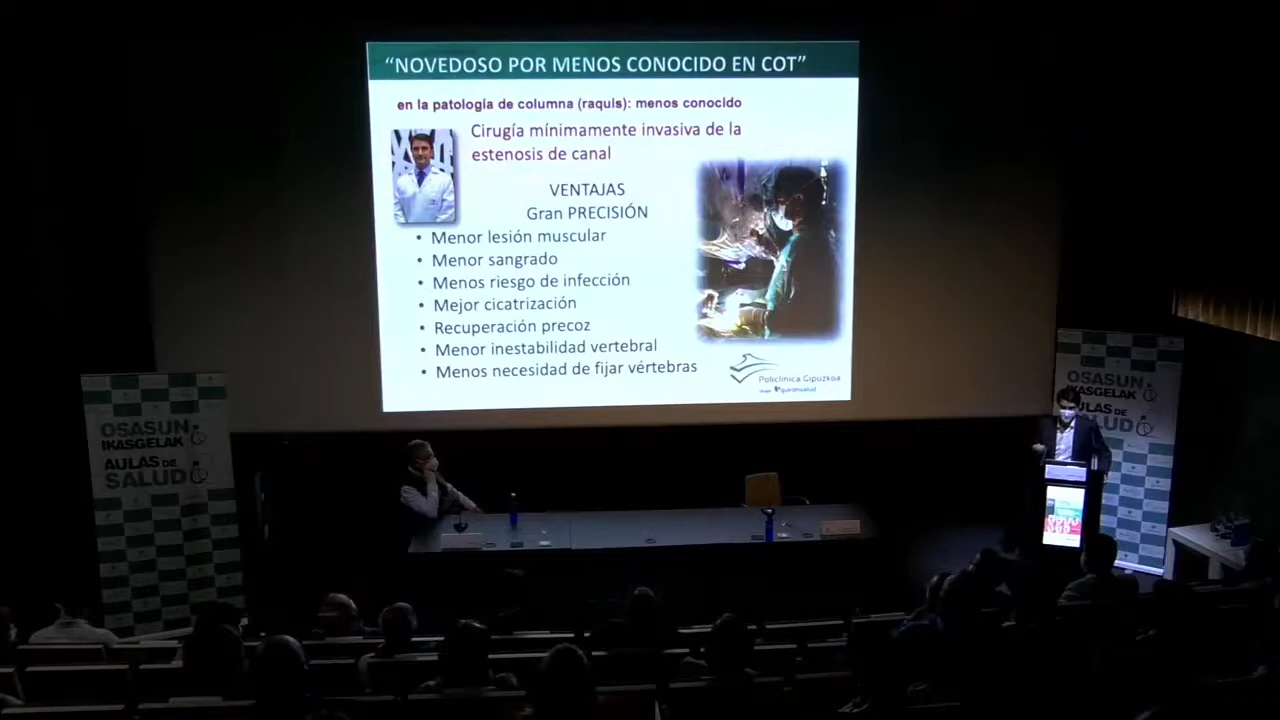 “NOVEDOSO POR MENOS CONOCIDO EN COT”
en la patología de columna (raquis): menos conocido
Cirugía mínimamente invasiva de la
estenosis de canal
VENTAJAS
Gran PRECISIÓN
• Menor lesión muscular
• Menor sangrado
• Menos riesgo de infección
• Mejor cicatrización
• Recuperación precoz
• Menor inestabilidad vertebral
• Menos necesidad de fijar vértebras
Policlínica Gipuzkoa
quirónsalud
OSASUN
IKASGELAK
AULAS DE
SALUD
OSASUN
IKASGELAK
AULAS DE
SALUD